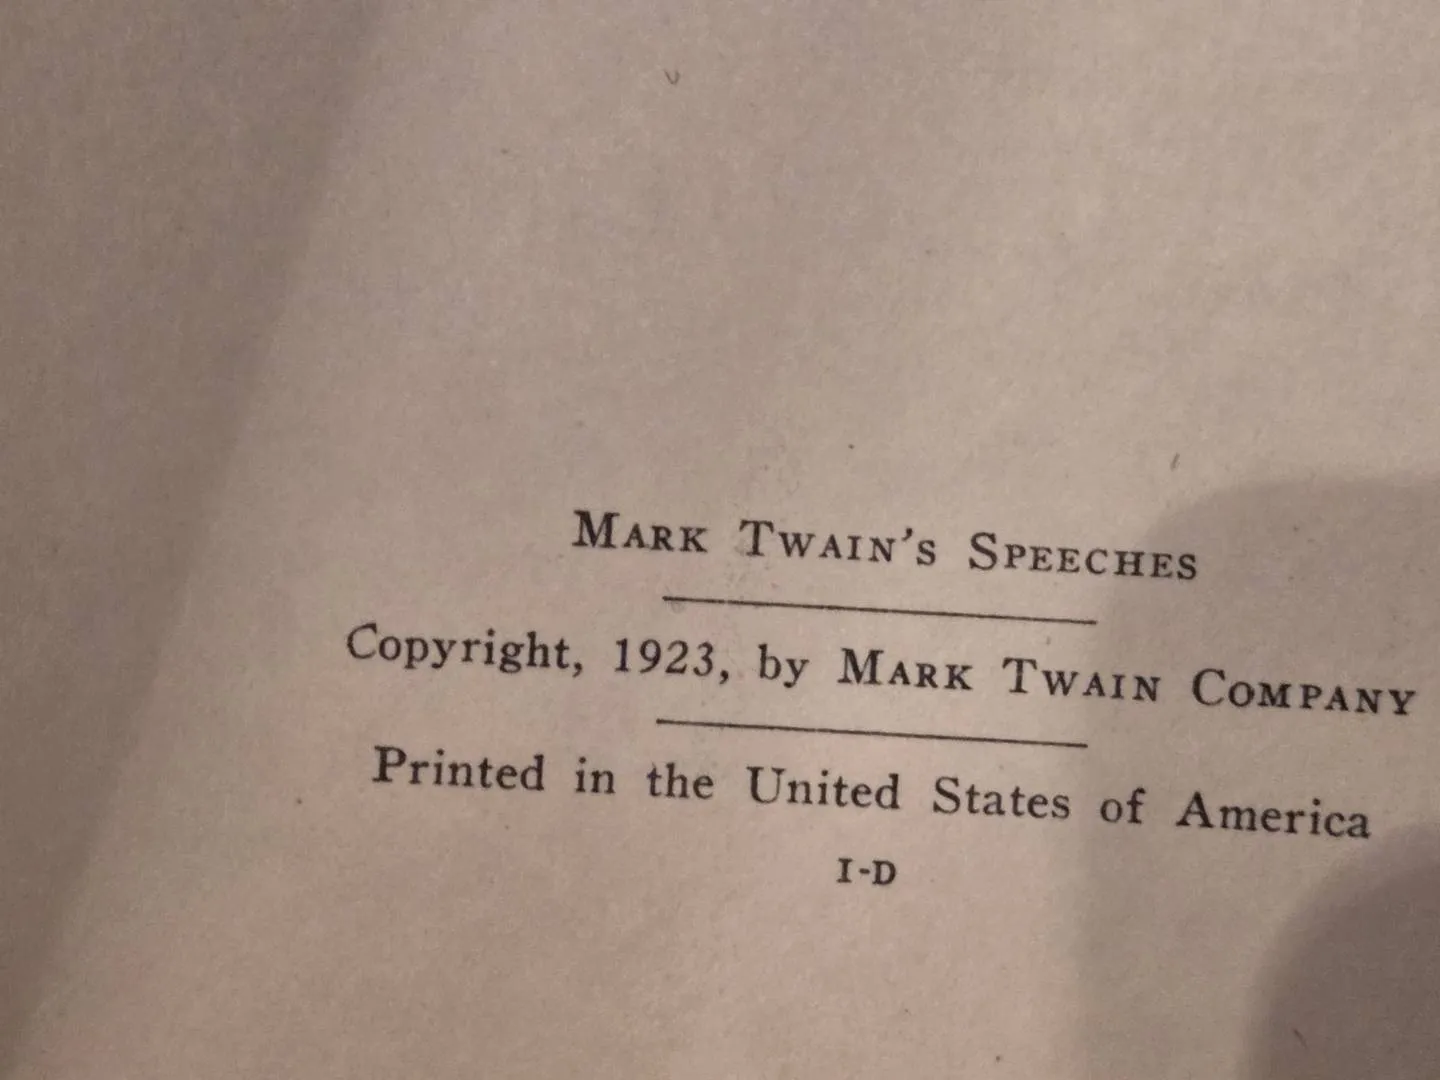 MARK TWAIN'S SPEECHES
Copyright, 1923, by MARK TWAIN COMPANY
Printed in the United States of America
I-D